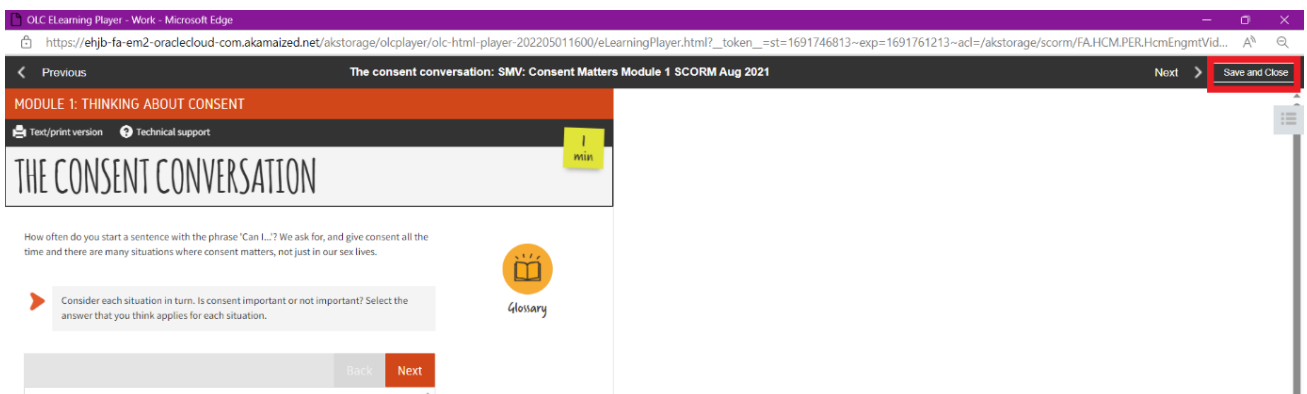 OLC ELearning Player - Work - Microsoft Edge
https://ehjb-fa-em2-oraclecloud-com.akamaized.net/akstorage/olcplayer/olc-html-player-202205011600/eLearningPlayer.html?_token_=st=1691746813~exp=1691761213~acl=/akstorage/scorm/FA.HCM.PER.HcmEngmtVid...
Previous
The consent conversation: SMV: Consent Matters Module 1 SCORM Aug 2021
Next
Save and Close
MODULE 1: THINKING ABOUT CONSENT
Text/print version
Technical support
1
min
THE CONSENT CONVERSATION
How often do you start a sentence with the phrase 'Can I...'? We ask for, and give consent all the
time and there are many situations where consent matters, not just in our sex lives.
Consider each situation in turn. Is consent important or not important? Select the
answer that you think applies for each situation.
Glossary
Back
Next